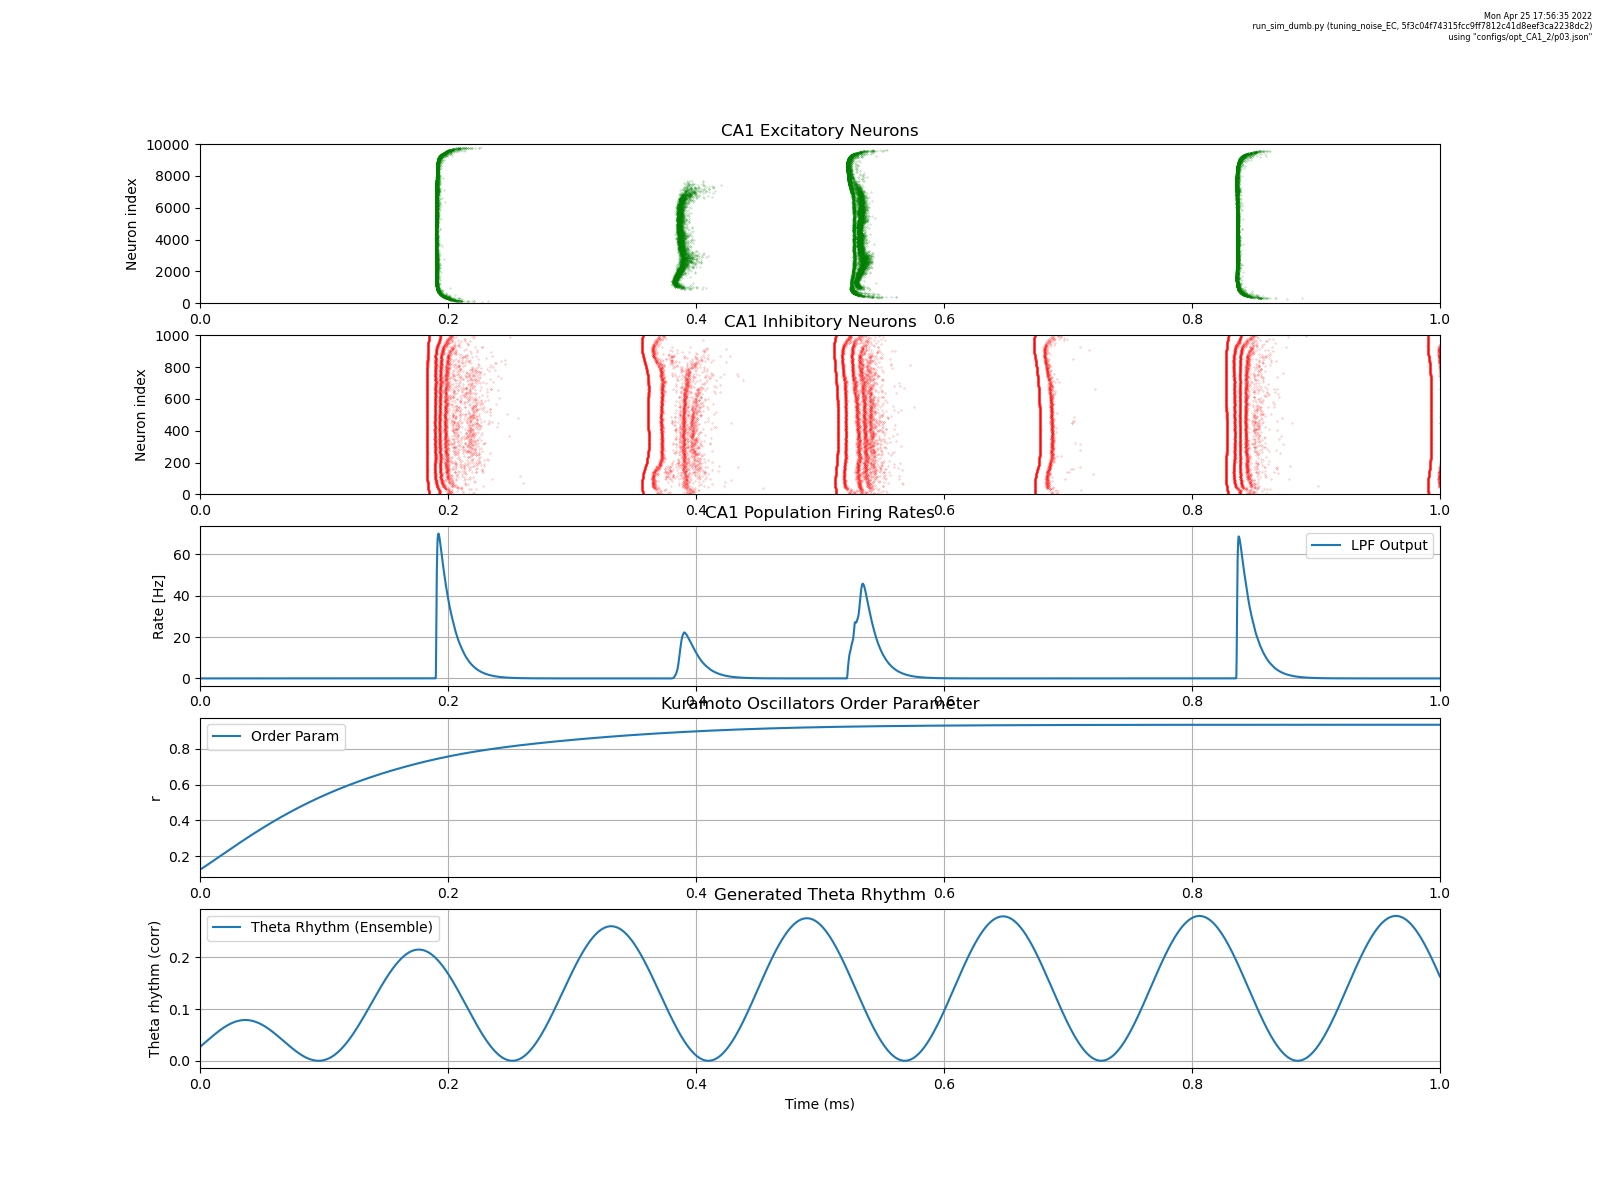 Mon Apr 25 17:56:35 2022
run_sim_dumb.py (tuning_noise_EC, 5f3c04f74315fcc9ff7812c41d8eef3ca2238dc2)
using "configs/opt_CA1_2/p03.json"
CA1 Excitatory Neurons
Neuron index
10000
8000
6000
4000
2000
0
0.0 0.2 0.4 0.6 0.8 1.0
CA1 Inhibitory Neurons
Neuron index
1000
800
600
400
200
0
0.0 0.2 0.4 0.6 0.8 1.0
CA1 Population Firing Rates
Rate [Hz]
60
40
20
0
LPF Output
0.0 0.2 0.4 0.6 0.8 1.0
Kuramoto Oscillators Order Parameter
r
0.8
0.6
0.4
0.2
Order Param
0.0 0.2 0.4 0.6 0.8 1.0
Generated Theta Rhythm
Theta rhythm (corr)
0.2
0.1
0.0
Theta Rhythm (Ensemble)
0.0 0.2 0.4 0.6 0.8 1.0
Time (ms)